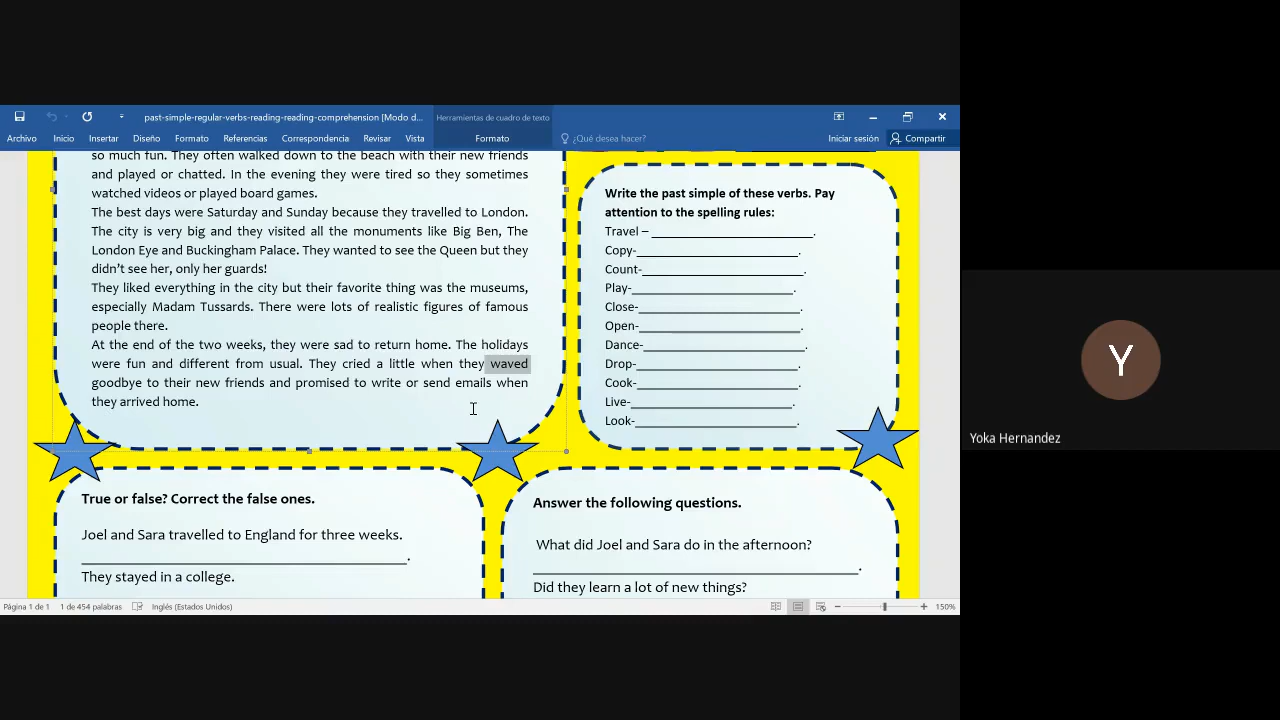 past-simple-regular-verbs-reading-reading-comprehension [Modo d...
Herramientas de cuadro de texto
Archivo Inicio Insertar Diseño Formato Referencias Correspondencia Revisar Vista Formato ¿Qué desea hacer? Iniciar sesión Compartir
so much fun. They often walked down to the beach with their new friends
and played or chatted. In the evening they were tired so they sometimes
watched videos or played board games.
The best days were Saturday and Sunday because they travelled to London.
The city is very big and they visited all the monuments like Big Ben, The
London Eye and Buckingham Palace. They wanted to see the Queen but they
didn't see her, only her guards!
They liked everything in the city but their favorite thing was the museums,
especially Madam Tussards. There were lots of realistic figures of famous
people there.
At the end of the two weeks, they were sad to return home. The holidays
were fun and different from usual. They cried a little when they waved
goodbye to their new friends and promised to write or send emails when
they arrived home.
Write the past simple of these verbs. Pay
attention to the spelling rules:
Travel – ______________________.
Copy-______________________.
Count-______________________.
Play-______________________.
Close-______________________.
Open-______________________.
Dance-______________________.
Drop-______________________.
Cook-______________________.
Live-______________________.
Look-______________________.
True or false? Correct the false ones.
Joel and Sara travelled to England for three weeks.
____________________________________________.
They stayed in a college.
Answer the following questions.
What did Joel and Sara do in the afternoon?
____________________________________________.
Did they learn a lot of new things?
Página 1 de 1 1 de 454 palabras Inglés (Estados Unidos) 150%
Y
Yoka Hernandez